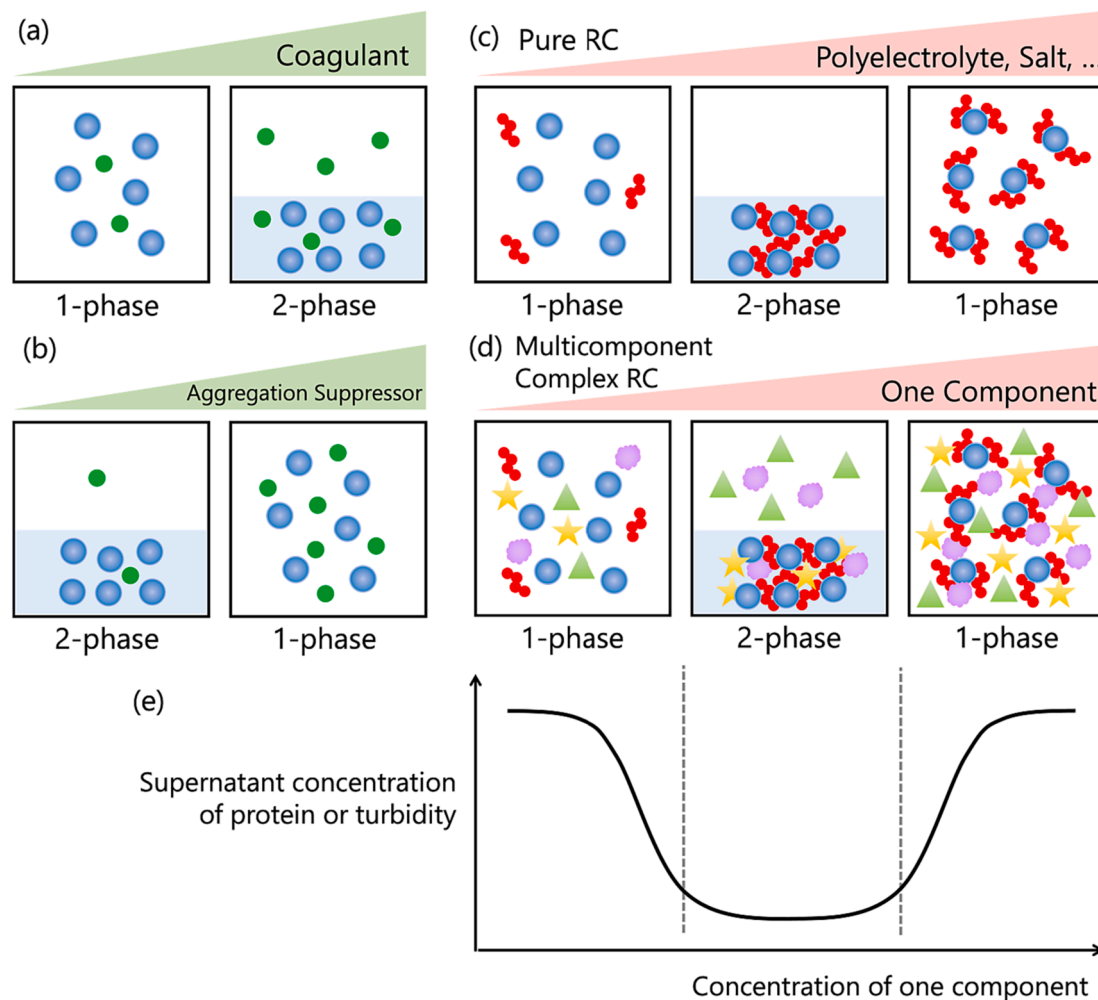 (a)
Coagulant
1-phase
2-phase
(b)
Aggregation Suppressor
2-phase
1-phase
(c) Pure RC
Polyelectrolyte, Salt, ...
1-phase
2-phase
1-phase
(d) Multicomponent
Complex RC
One Component
1-phase
2-phase
1-phase
(e)
Supernatant concentration
of protein or turbidity
Concentration of one component